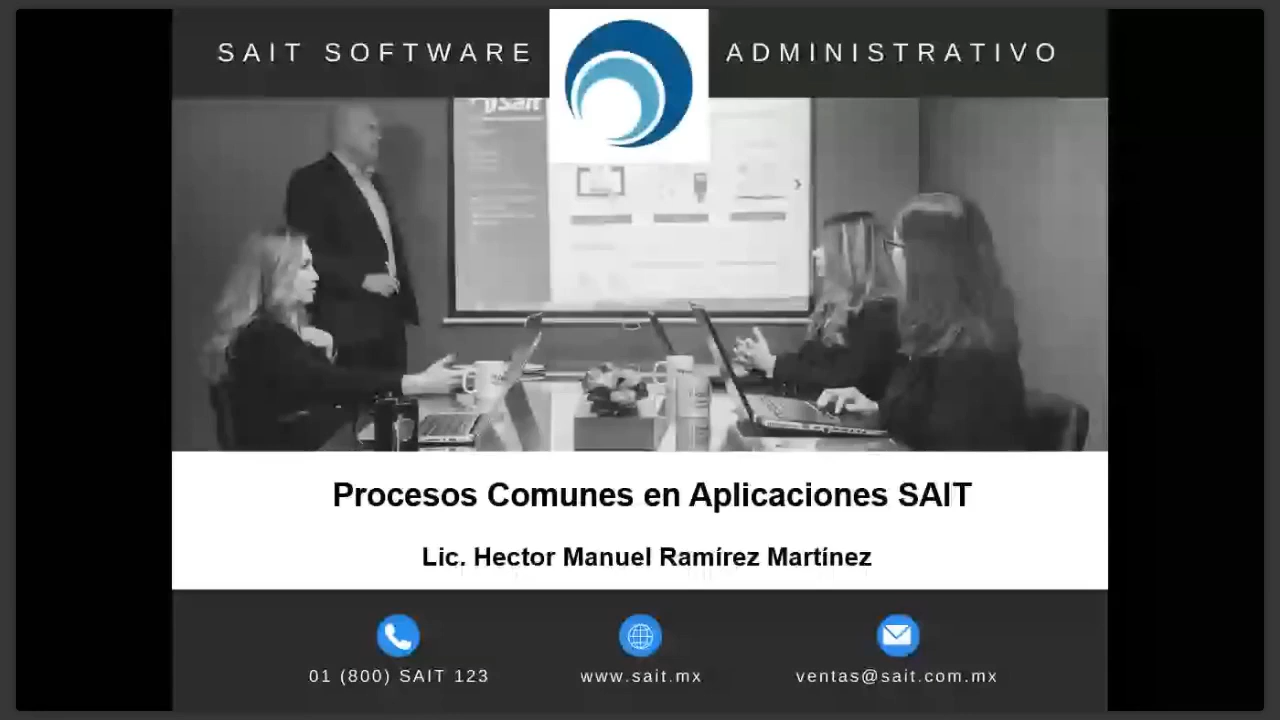 SAIT SOFTWARE ADMINISTRATIVO
sait
Procesos Comunes en Aplicaciones SAIT
Lic. Hector Manuel Ramírez Martínez
01 (800) SAIT 123
www.sait.mx
ventas@sait.com.mx